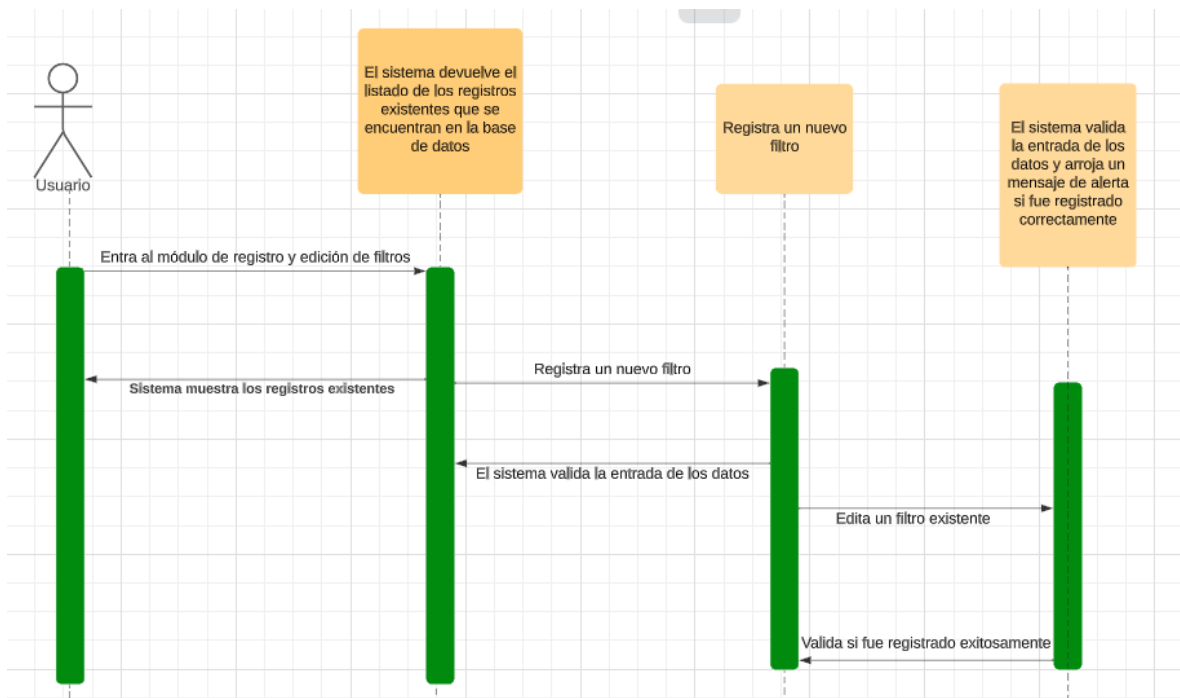 El sistema devuelve el
listado de los registros
existentes que se
encuentran en la base
de datos
Registra un nuevo
filtro
El sistema valida
la entrada de los
datos y arroja un
mensaje de alerta
si fue registrado
correctamente
Usuario
Entra al módulo de registro y edición de filtros
Registra un nuevo filtro
Sistema muestra los registros existentes
El sistema valida la entrada de los datos
Edita un filtro existente
Valida si fue registrado exitosamente